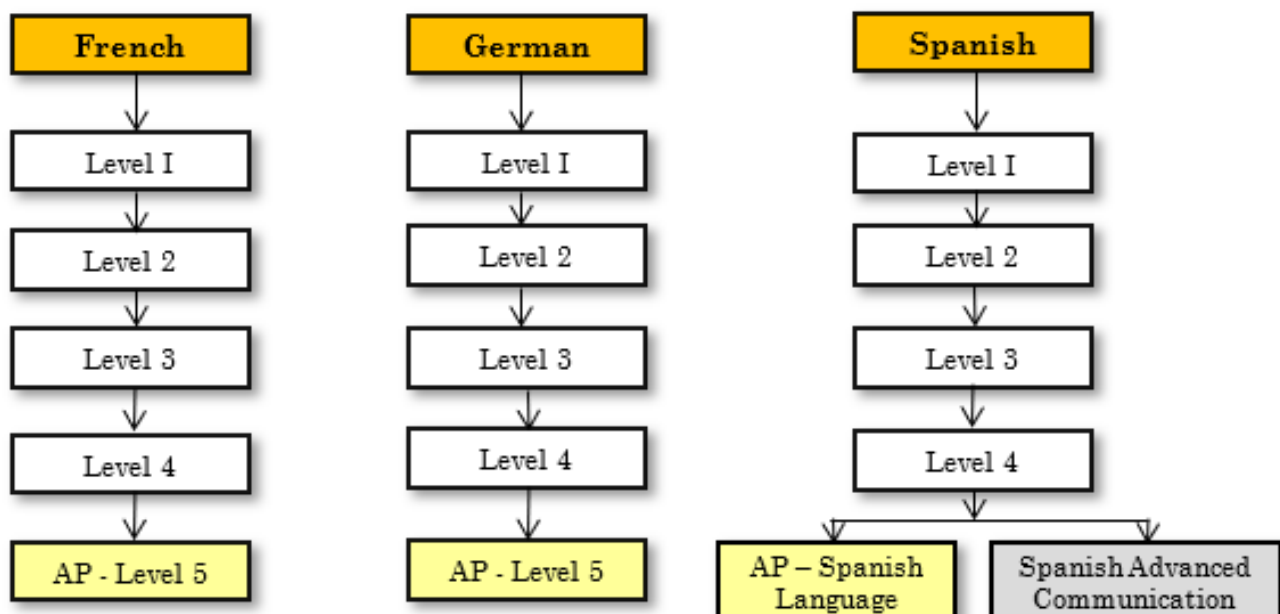 French
German
Spanish
Level I
Level I
Level I
Level 2
Level 2
Level 2
Level 3
Level 3
Level 3
Level 4
Level 4
Level 4
AP - Level 5
AP - Level 5
AP – Spanish
Language
Spanish Advanced
Communication